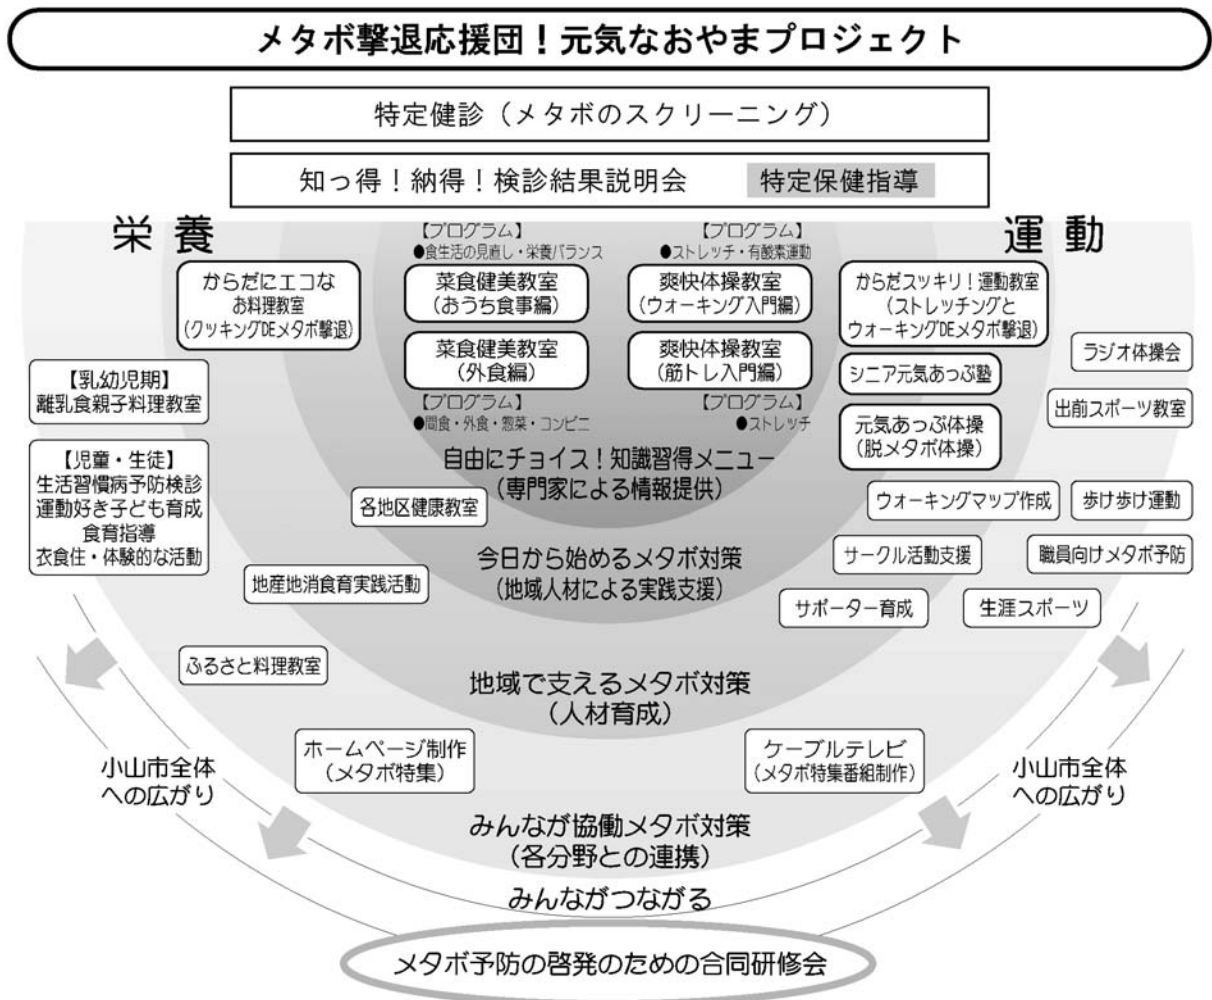 メタボ撃退応援団！元気なおやまプロジェクト
特定健診（メタボのスクリーニング）
知っ得！納得！検診結果説明会 特定保健指導
栄養
運動
【プログラム】
●食生活の見直し・栄養バランス
菜食健美教室
（おうち食事編）
菜食健美教室
（外食編）
【プログラム】
●間食・外食・惣菜・コンビニ
【プログラム】
●ストレッチ・有酸素運動
爽快体操教室
（ウォーキング入門編）
爽快体操教室
（筋トレ入門編）
【プログラム】
●ストレッチ
からだにエコな
お料理教室
（クッキングDEメタボ撃退）
からだスッキリ！運動教室
（ストレッチングと
ウォーキングDEメタボ撃退）
シニア元気あっぷ塾
元気あっぷ体操
（脱メタボ体操）
ラジオ体操会
出前スポーツ教室
【乳幼児期】
離乳食親子料理教室
【児童・生徒】
生活習慣病予防検診
運動好き子ども育成
食育指導
衣食住・体験的な活動
自由にチョイス！知識習得メニュー
（専門家による情報提供）
各地区健康教室
ウォーキングマップ作成
歩け歩け運動
今日から始めるメタボ対策
（地域人材による実践支援）
サークル活動支援
職員向けメタボ予防
地産地消食育実践活動
サポーター育成
生涯スポーツ
ふるさと料理教室
地域で支えるメタボ対策
（人材育成）
ホームページ制作
（メタボ特集）
ケーブルテレビ
（メタボ特集番組制作）
小山市全体
への広がり
小山市全体
への広がり
みんなが協働メタボ対策
（各分野との連携）
みんながつながる
メタボ予防の啓発のための合同研修会